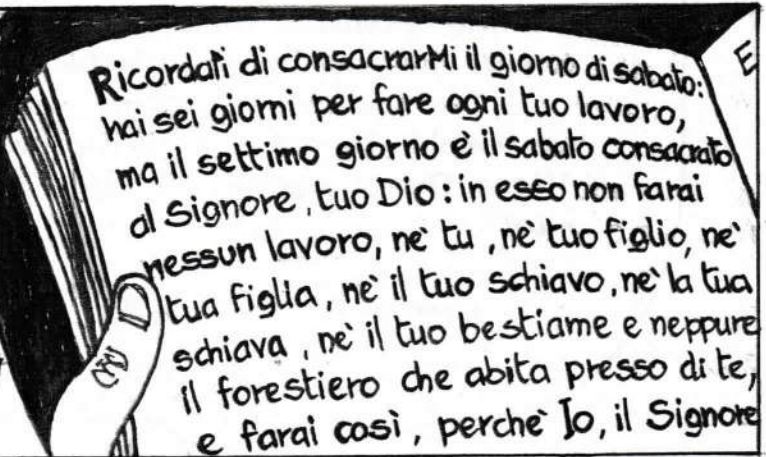 Ricordati di consacrarMi il giorno di sabato:
hai sei giorni per fare ogni tuo lavoro,
ma il settimo giorno è il sabato consacrato
al Signore, tuo Dio: in esso non farai
nessun lavoro, nè tu, nè tuo figlio, nè
tua figlia, nè il tuo schiavo, nè la tua
schiava, nè il tuo bestiame e neppure
il forestiero che abita presso di te,
e farai così, perchè Io, il Signore
E